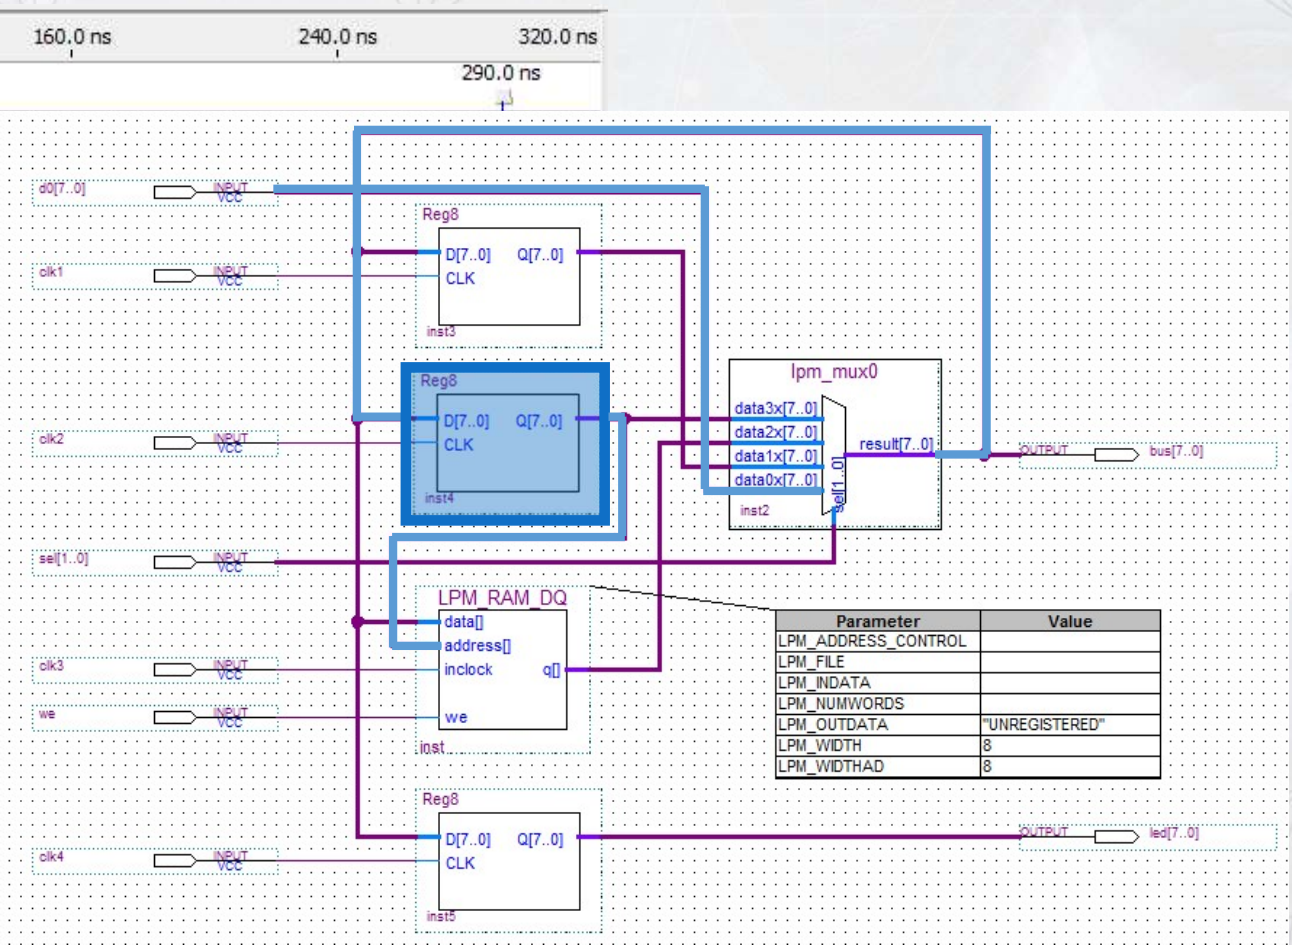 160.0 ns 240.0 ns 320.0 ns
290.0 ns
d0[7..0] INPUT
VCC
Reg8
D[7..0] Q[7..0]
clk1 INPUT
VCC
CLK
inst3
lpm_mux0
Reg8
data3x[7..0]
D[7..0] Q[7..0]
data2x[7..0]
clk2 INPUT
VCC
CLK
result[7..0]
OUTPUT bus[7..0]
data1x[7..0]
data0x[7..0]
sel[1..0]
inst4
inst2
sel[1..0] INPUT
VCC
LPM_RAM_DQ
data[]
address[]
clk3 INPUT
VCC
inclock q[]
we INPUT
VCC
we
inst
Parameter Value
LPM_ADDRESS_CONTROL
LPM_FILE
LPM_INDATA
LPM_NUMWORDS
LPM_OUTDATA "UNREGISTERED"
LPM_WIDTH 8
LPM_WIDTHAD 8
Reg8
D[7..0] Q[7..0]
OUTPUT led[7..0]
clk4 INPUT
VCC
CLK
inst5